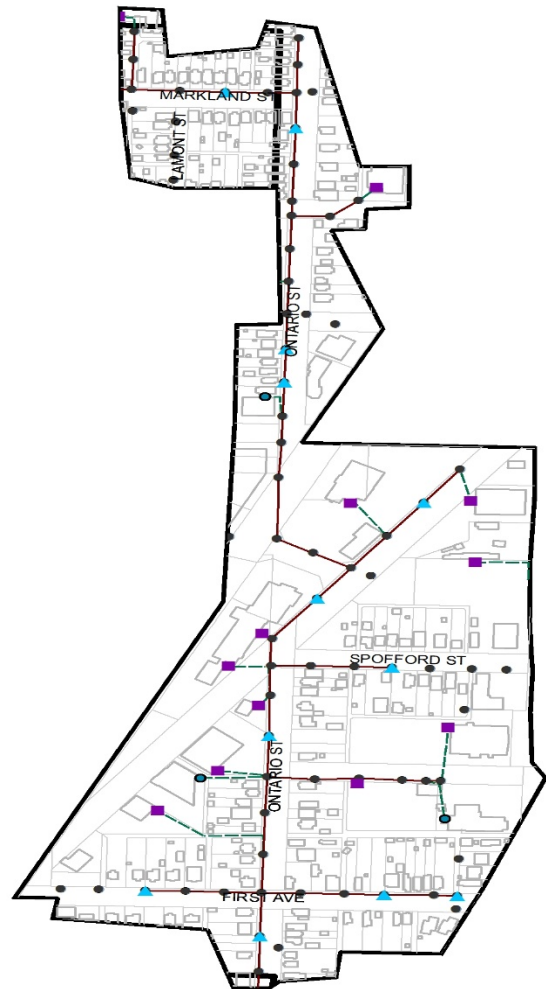 MARKLAND ST
LAMONT ST
ONTARIO ST
SPOFFORD ST
ONTARIO ST
FIRST AVE